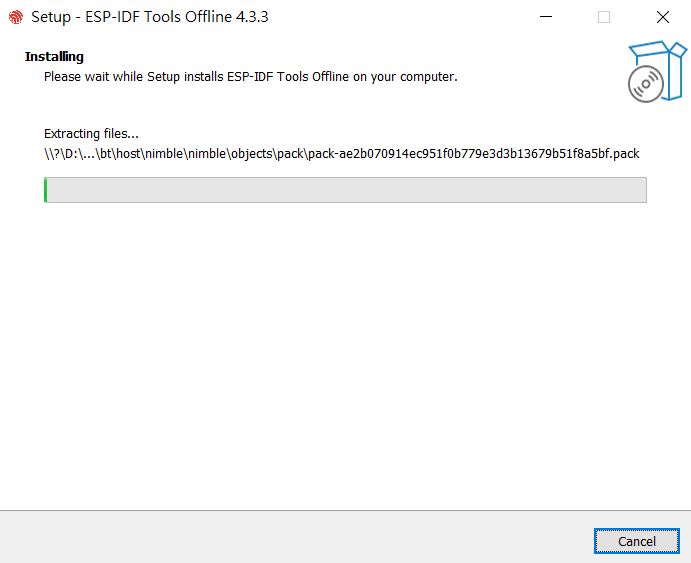 Setup - ESP-IDF Tools Offline 4.3.3
Installing
Please wait while Setup installs ESP-IDF Tools Offline on your computer.
Extracting files...
\\?\D:\...\bt\host\nimble\nimble\objects\pack\pack-ae2b070914ec951f0b779e3d3b13679b51f8a5bf.pack
Cancel